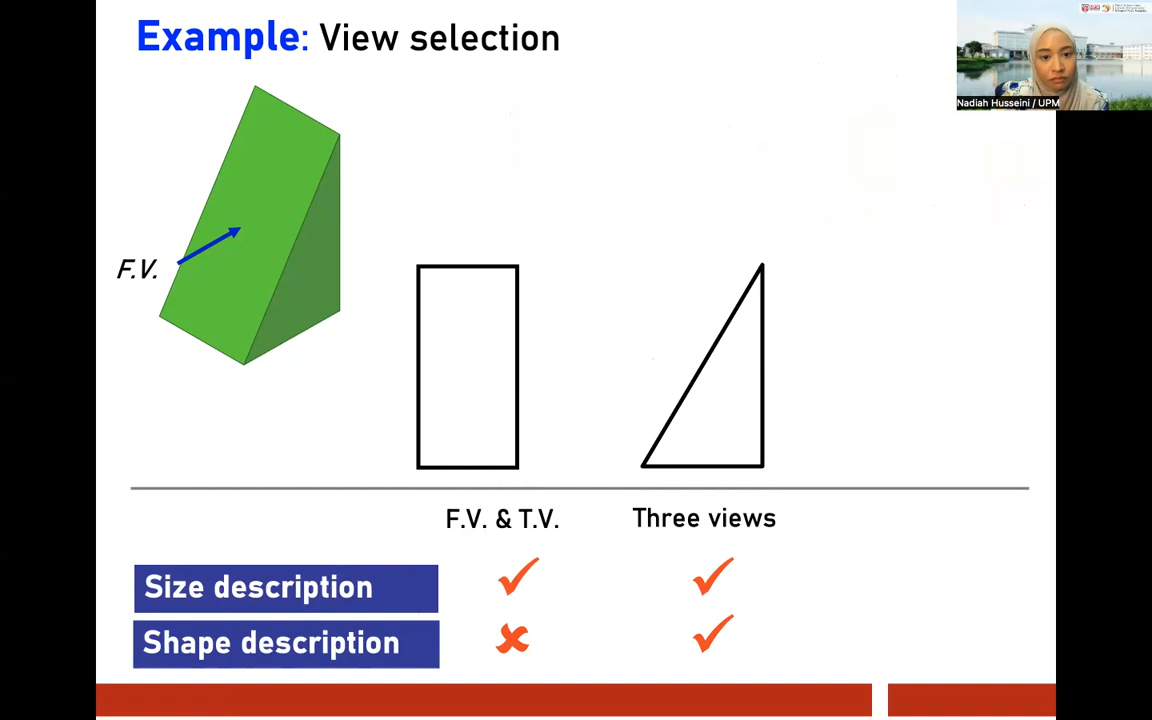 Example: View selection
Nadiah Husseini / UPM
F.V.
F.V. & T.V.
Three views
Size description
Shape description